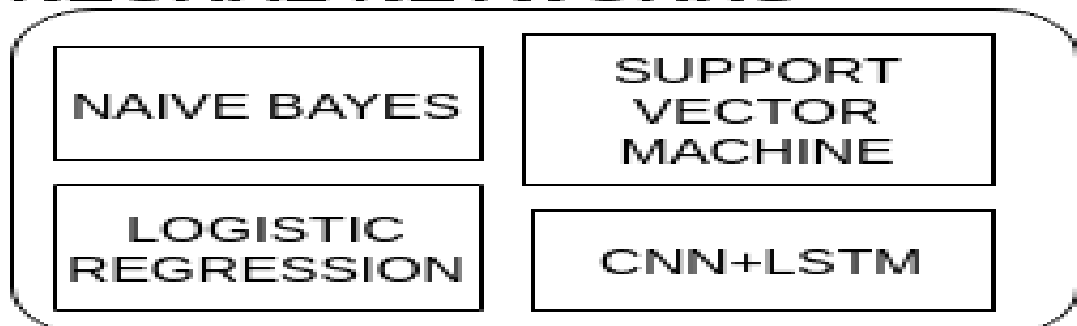 NAIVE BAYES
SUPPORT
VECTOR
MACHINE
LOGISTIC
REGRESSION
CNN+LSTM